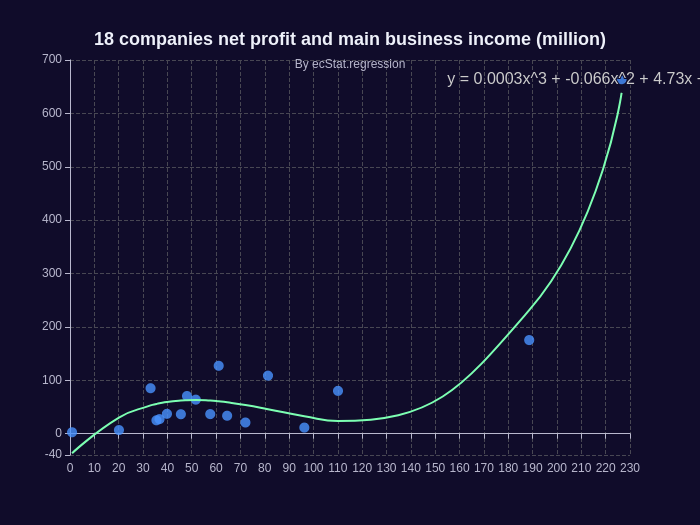 18 companies net profit and main business income (million)
By ecStat.regression
y = 0.0003x^3 + -0.066x^2 + 4.73x +
700
600
500
400
300
200
100
0
-40
0 10 20 30 40 50 60 70 80 90 100 110 120 130 140 150 160 170 180 190 200 210 220 230